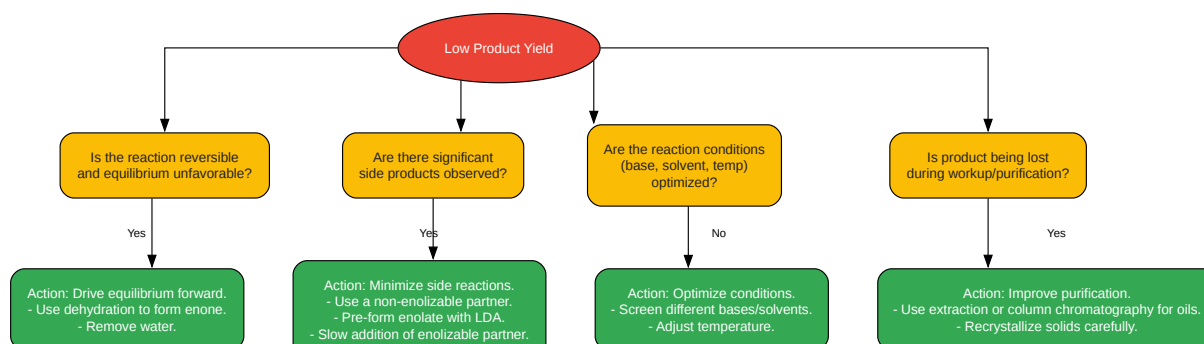 Low Product Yield
Is the reaction reversible
and equilibrium unfavorable?
Are there significant
side products observed?
Are the reaction conditions
(base, solvent, temp)
optimized?
Is product being lost
during workup/purification?
Yes
Yes
No
Yes
Action: Drive equilibrium forward.
- Use dehydration to form enone.
- Remove water.
Action: Minimize side reactions.
- Use a non-enolizable partner.
- Pre-form enolate with LDA.
- Slow addition of enolizable partner.
Action: Optimize conditions.
- Screen different bases/solvents.
- Adjust temperature.
Action: Improve purification.
- Use extraction or column chromatography for oils.
- Recrystallize solids carefully.